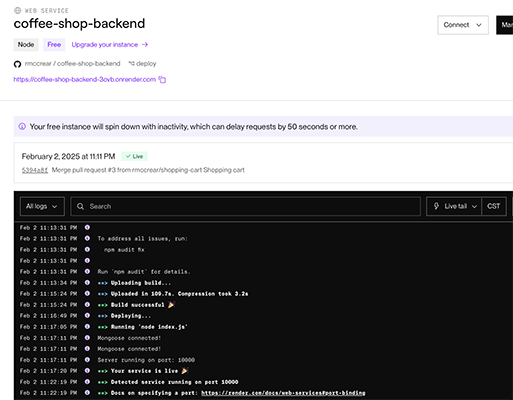 WEB SERVICE
coffee-shop-backend
Connect
Node Free Upgrade your instance →
rmccrear / coffee-shop-backend deploy
https://coffee-shop-backend-3ovb.onrender.com
Your free instance will spin down with inactivity, which can delay requests by 50 seconds or more.
February 2, 2025 at 11:11 PM ✓ Live
5394a8f Merge pull request #3 from rmccrear/shopping-cart Shopping cart
All logs Search Live tail CST
Feb 2 11:13:31 PM
Feb 2 11:13:31 PM To address all issues, run:
Feb 2 11:13:31 PM npm audit fix
Feb 2 11:13:31 PM
Feb 2 11:13:31 PM Run `npm audit` for details.
Feb 2 11:13:34 PM ==> Uploading build...
Feb 2 11:15:24 PM ==> Uploaded in 106.7s. Compression took 3.2s
Feb 2 11:15:24 PM ==> Build successful 🎉
Feb 2 11:16:49 PM ==> Deploying...
Feb 2 11:17:05 PM ==> Running 'node index.js'
Feb 2 11:17:11 PM Mongoose connected!
Feb 2 11:17:11 PM Mongoose connected!
Feb 2 11:17:11 PM Server running on port: 10000
Feb 2 11:17:20 PM ==> Your service is live 🎉
Feb 2 11:22:19 PM ==> Detected service running on port 10000
Feb 2 11:22:19 PM ==> Docs on specifying a port: https://render.com/docs/web-services#port-binding